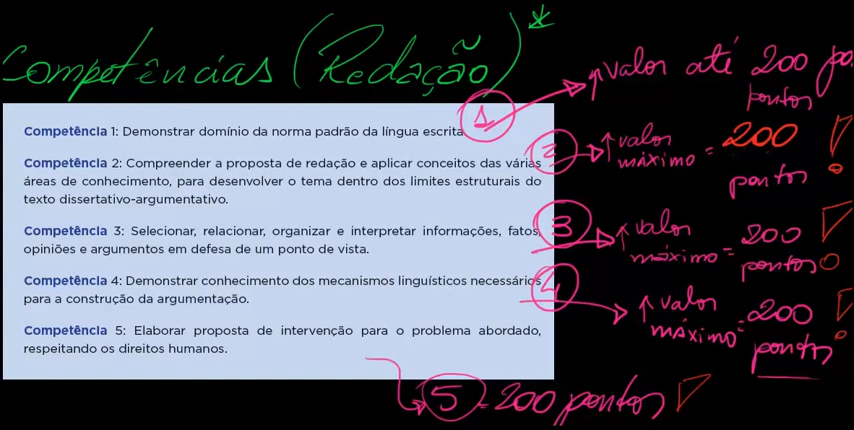 Competências (Redação)*
Competência 1: Demonstrar domínio da norma padrão da língua escrita
Competência 2: Compreender a proposta de redação e aplicar conceitos das várias
áreas de conhecimento, para desenvolver o tema dentro dos limites estruturais do
texto dissertativo-argumentativo.
Competência 3: Selecionar, relacionar, organizar e interpretar informações, fatos,
opiniões e argumentos em defesa de um ponto de vista.
Competência 4: Demonstrar conhecimento dos mecanismos linguísticos necessários
para a construção da argumentação.
Competência 5: Elaborar proposta de intervenção para o problema abordado,
respeitando os direitos humanos.
1 → ↑ valor até 200 po
pontos
2 → ↑ valor
máximo = 200
pontos !
3 → ↑ valor
máximo = 200
pontos !
4 → ↑ valor
máximo = 200
pontos !
→ 5 = 200 pontos !